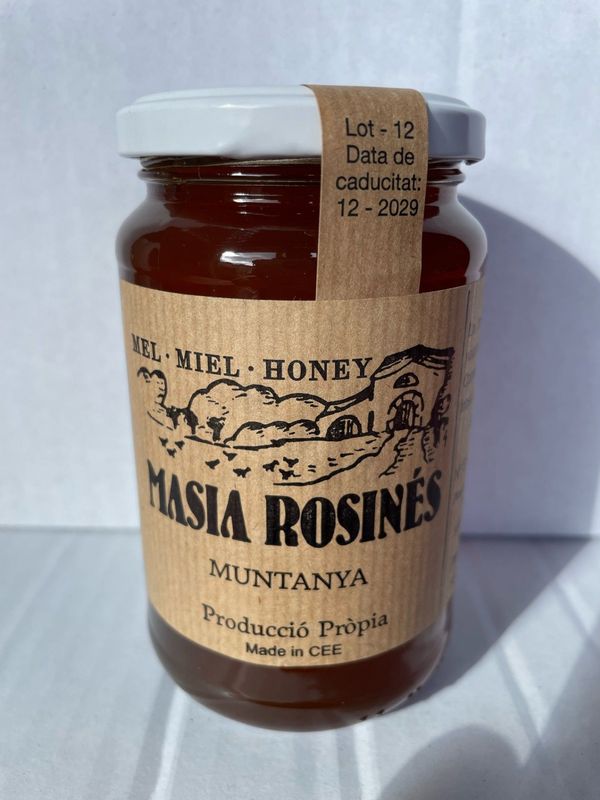 Lot - 12
Data de
caducitat:
12 - 2029
MEL · MIEL · HONEY
MASIA ROSINÉS
MUNTANYA
Producció Pròpia
Made in CEE